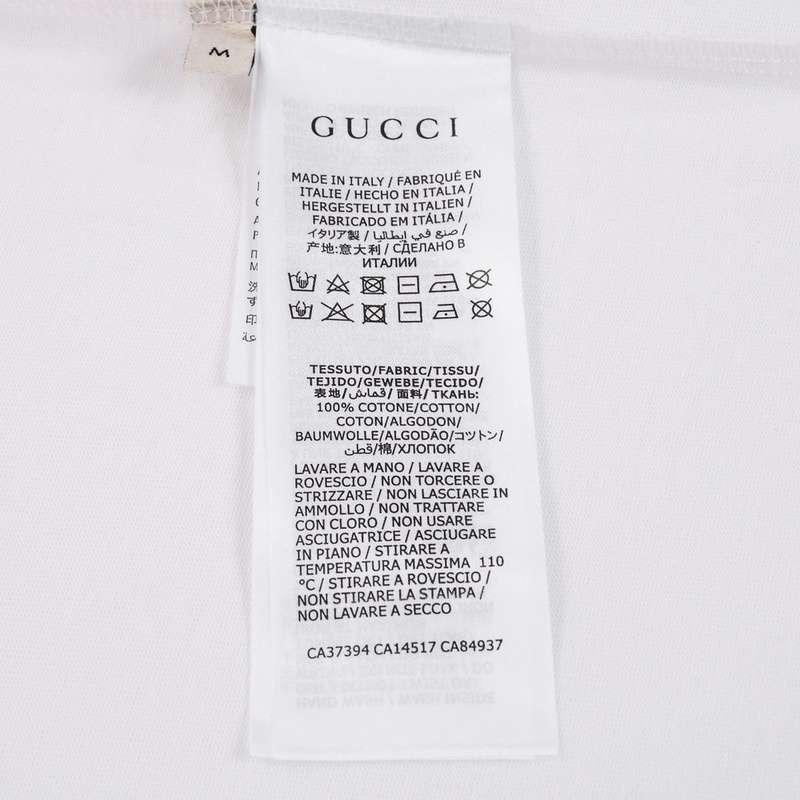 M
GUCCI
MADE IN ITALY / FABRIQUÉ EN
ITALIE / HECHO EN ITALIA /
HERGESTELLT IN ITALIEN /
FABRICADO EM ITÁLIA /
イタリア製 / صنع في إيطاليا /
产地:意大利 / СДЕЛАНО В
ИТАЛИИ
TESSUTO/FABRIC/TISSU/
TEJIDO/GEWEBE/TECIDO/
表地/قماش/ 面料/ ТКАНЬ:
100% COTONE/COTTON/
COTON/ALGODON/
BAUMWOLLE/ALGODÃO/コットン/
قطن/棉/ХЛОПОК
LAVARE A MANO / LAVARE A
ROVESCIO / NON TORCERE O
STRIZZARE / NON LASCIARE IN
AMMOLLO / NON TRATTARE
CON CLORO / NON USARE
ASCIUGATRICE / ASCIUGARE
IN PIANO / STIRARE A
TEMPERATURA MASSIMA 110
°C / STIRARE A ROVESCIO /
NON STIRARE LA STAMPA /
NON LAVARE A SECCO
CA37394 CA14517 CA84937